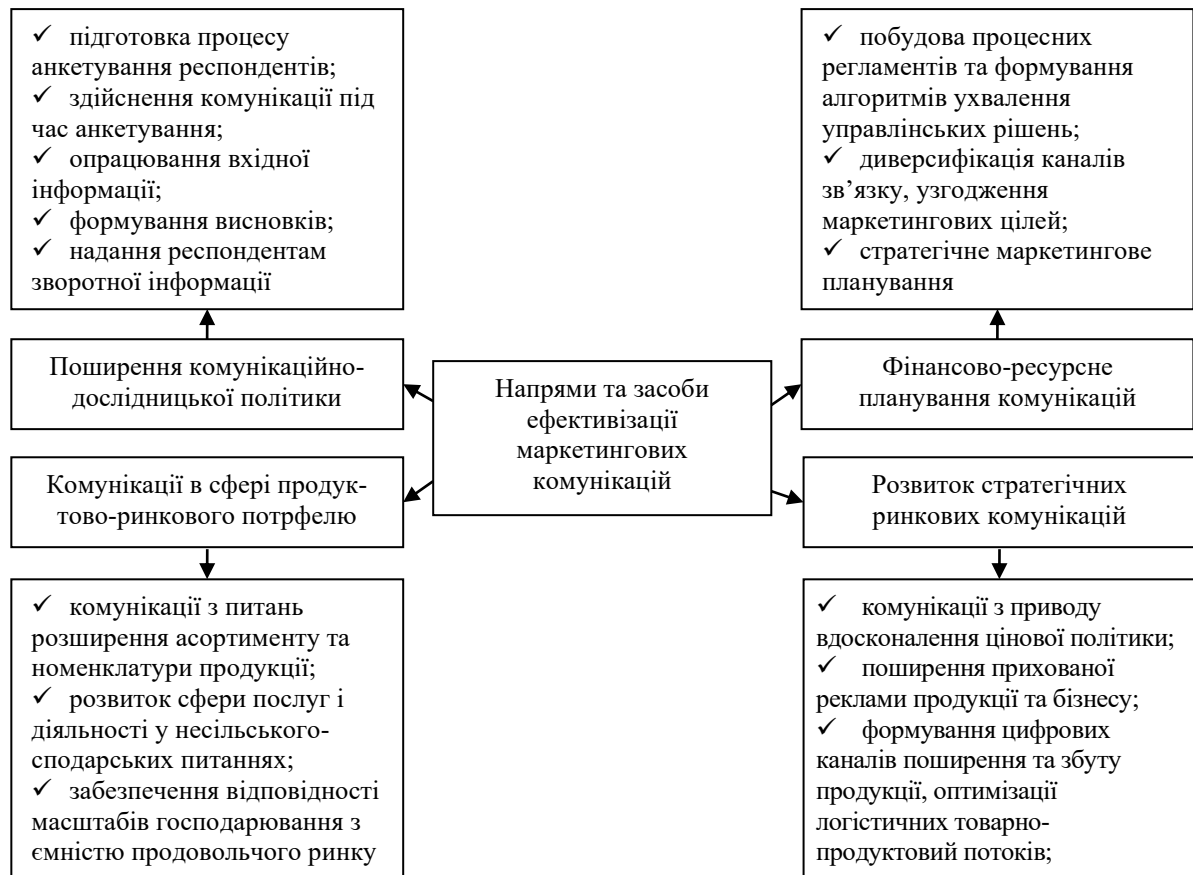 ✓ підготовка процесу
анкетування респондентів;
✓ здійснення комунікації під
час анкетування;
✓ опрацювання вхідної
інформації;
✓ формування висновків;
✓ надання респондентам
зворотної інформації
✓ побудова процесних
регламентів та формування
алгоритмів ухвалення
управлінських рішень;
✓ диверсифікація каналів
зв’язку, узгодження
маркетингових цілей;
✓ стратегічне маркетингове
планування
Поширення комунікаційно-
дослідницької політики
Напрями та засоби
ефективізації
маркетингових
комунікацій
Фінансово-ресурсне
планування комунікацій
Комунікації в сфері продук-
тово-ринкового потрфелю
Розвиток стратегічних
ринкових комунікацій
✓ комунікації з питань
розширення асортименту та
номенклатури продукції;
✓ розвиток сфери послуг і
діяльності у несільського-
сподарських питаннях;
✓ забезпечення відповідності
масштабів господарювання з
ємністю продовольчого ринку
✓ комунікації з приводу
вдосконалення цінової політики;
✓ поширення прихованої
реклами продукції та бізнесу;
✓ формування цифрових
каналів поширення та збуту
продукції, оптимізації
логістичних товарно-
продуктовий потоків;